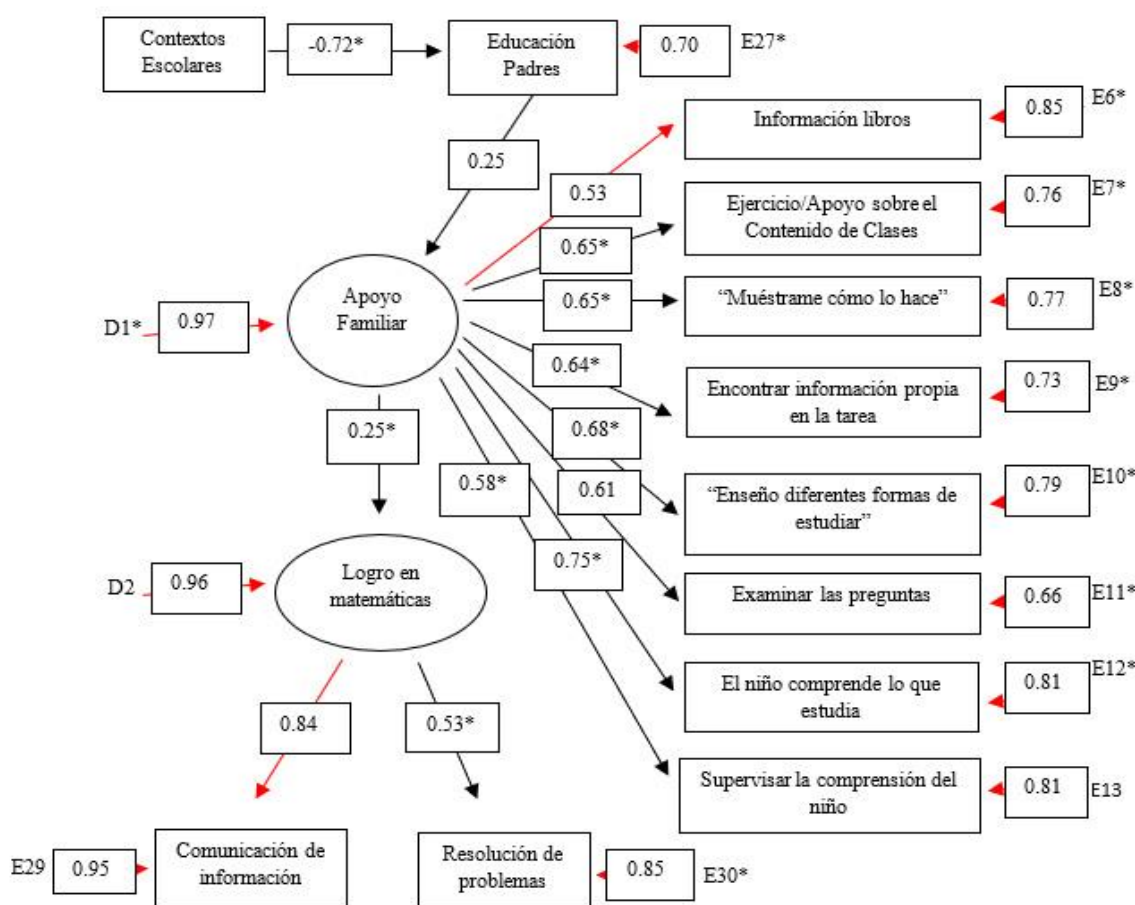 Contextos
Escolares
-0.72*
Educación
Padres
0.70
E27*
0.25
0.53
Información libros
0.85
E6*
0.65*
Ejercicio/Apoyo sobre el
Contenido de Clases
0.76
E7*
Apoyo
Familiar
D1*
0.97
0.65*
“Muéstrame cómo lo hace”
0.77
E8*
0.64*
Encontrar información propia
en la tarea
0.73
E9*
0.25*
0.68*
“Enseño diferentes formas de
estudiar”
0.79
E10*
0.58*
0.61
Examinar las preguntas
0.66
E11*
0.75*
Logro en
matemáticas
D2
0.96
El niño comprende lo que
estudia
0.81
E12*
0.84
0.53*
Supervisar la comprensión del
niño
0.81
E13
E29
0.95
Comunicación de
información
Resolución de
problemas
0.85
E30*